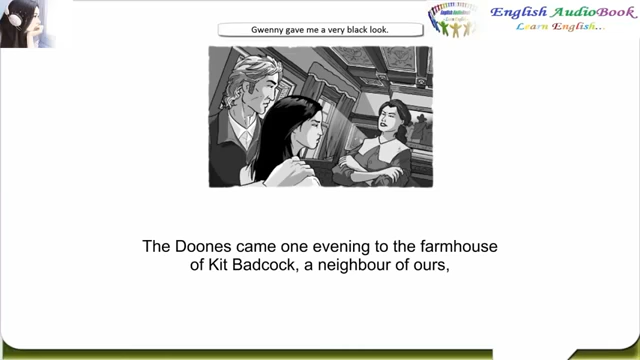 Gwenny gave me a very black look.
English AudioBook
Learn English...
The Doones came one evening to the farmhouse
of Kit Badcock, a neighbour of ours,